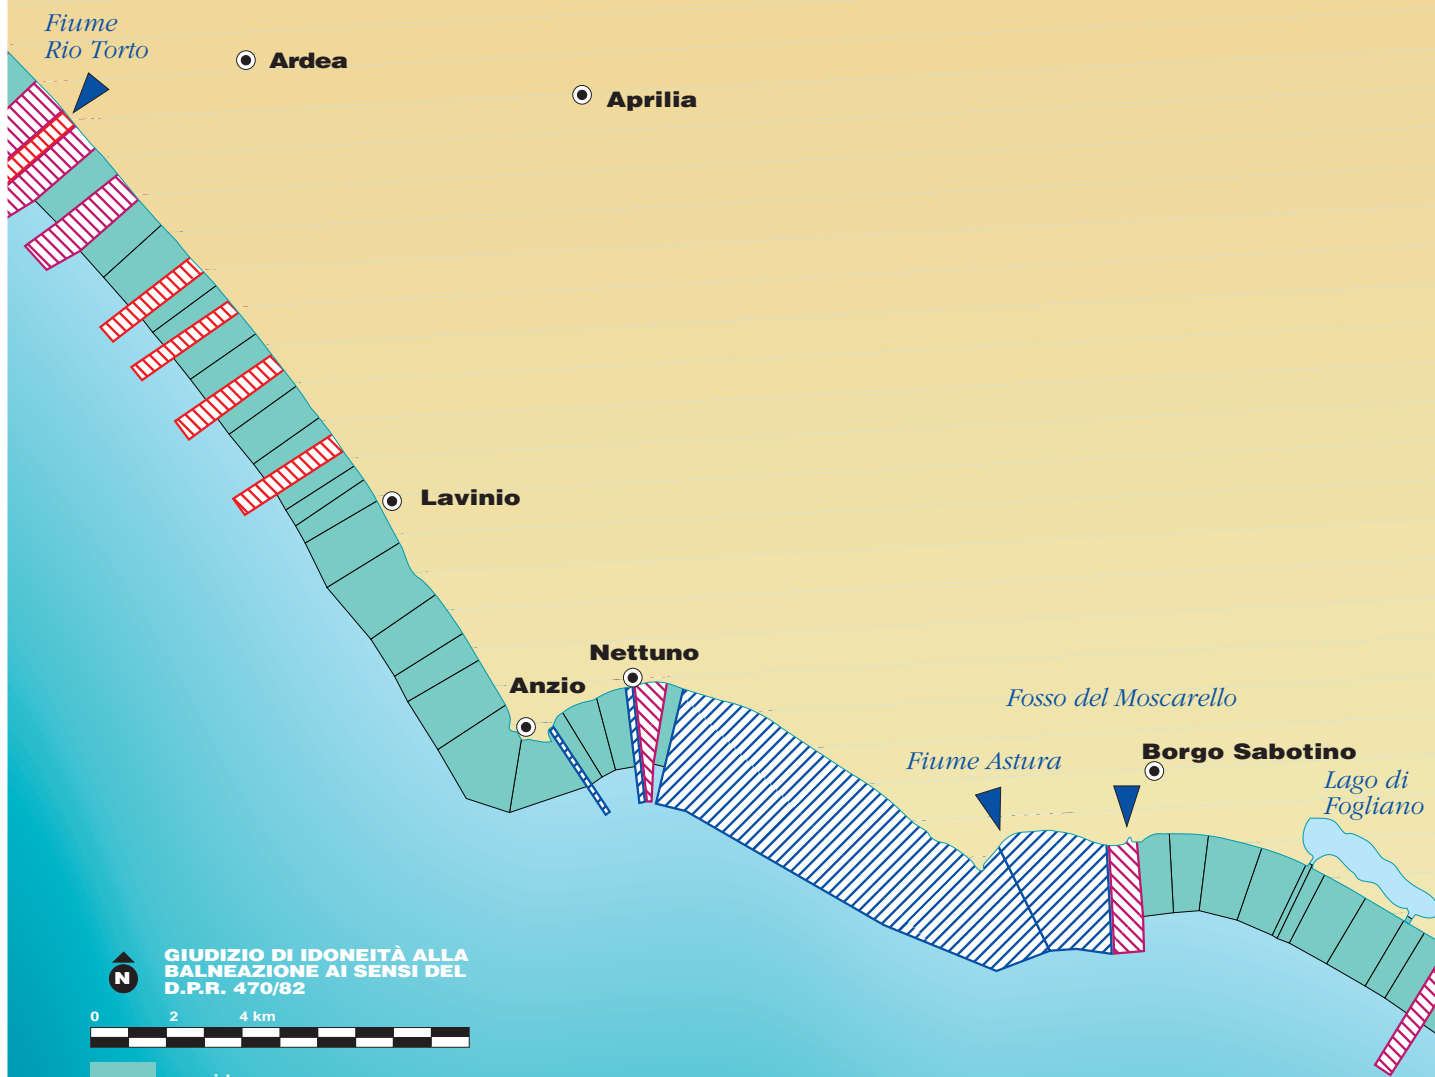 Fiume
Rio Torto
Ardea
Aprilia
Lavinio
Nettuno
Anzio
Fosso del Moscarello
Borgo Sabotino
Fiume Astura
Lago di
Fogliano
N
GIUDIZIO DI IDONEITÀ ALLA
BALNEAZIONE AI SENSI DEL
D.P.R. 470/82
0 2 4 km